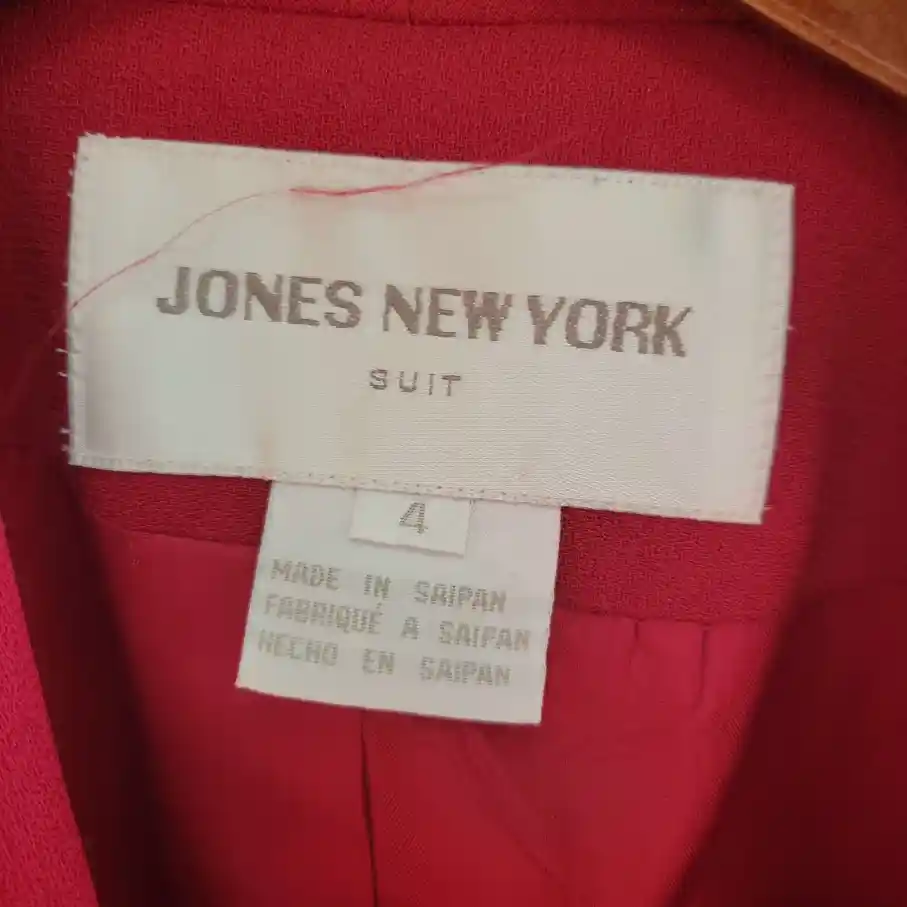 JONES NEW YORK
SUIT
4
MADE IN SAIPAN
FABRIQUÉ A SAIPAN
HECHO EN SAIPAN